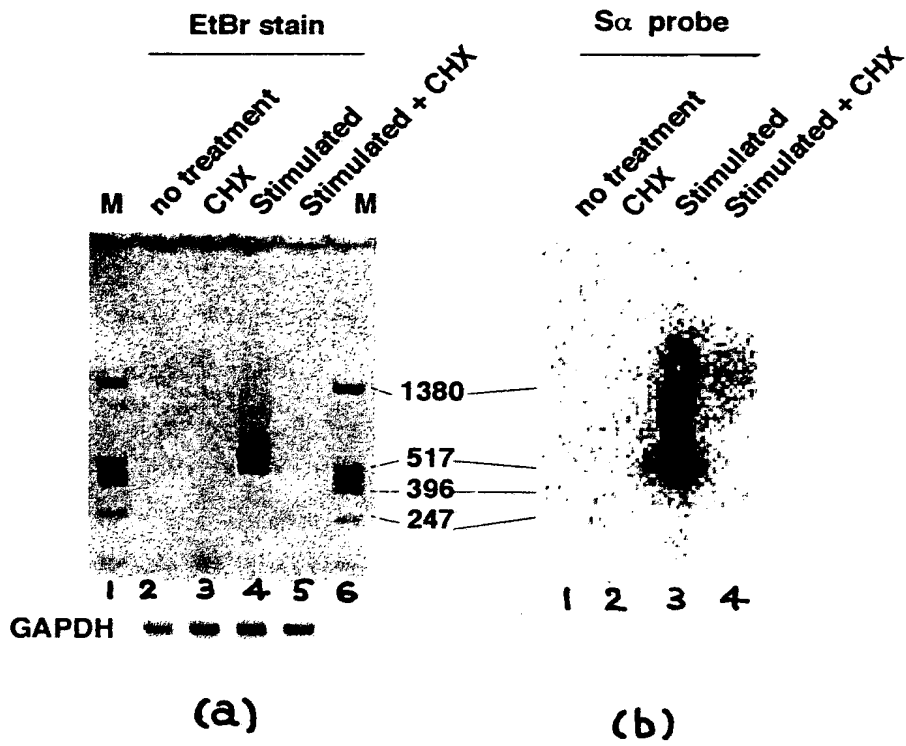 EtBr stain
Sα probe
M
no treatment
CHX
Stimulated
Stimulated + CHX
M
no treatment
CHX
Stimulated
Stimulated + CHX
1380
517
396
247
1 2 3 4 5 6
1 2 3 4
GAPDH
(a)
(b)